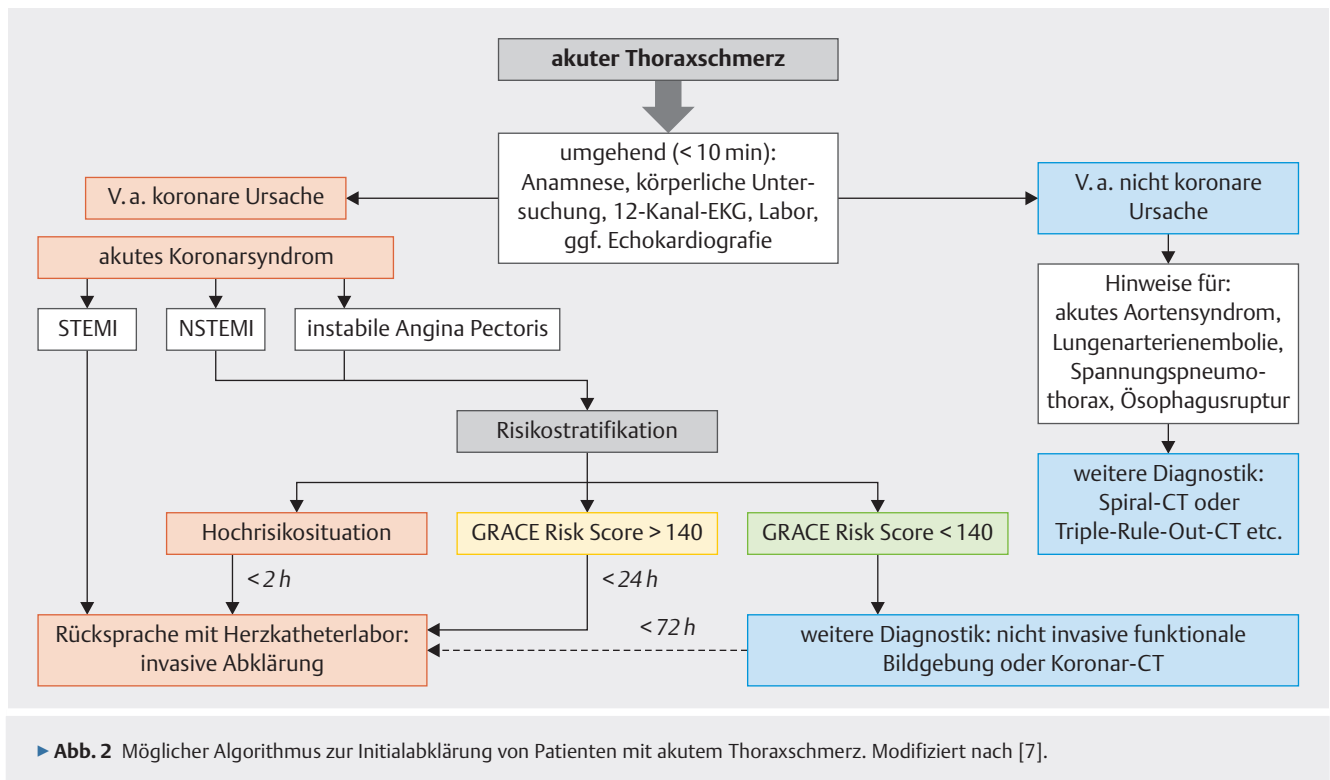 akuter Thoraxschmerz
umgehend (< 10 min):
Anamnese, körperliche Unter-
suchung, 12-Kanal-EKG, Labor,
ggf. Echokardiografie
V. a. koronare Ursache
V. a. nicht koronare
Ursache
akutes Koronarsyndrom
STEMI
NSTEMI
instabile Angina Pectoris
Hinweise für:
akutes Aortensyndrom,
Lungenarterienembolie,
Spannungspneumo-
thorax, Ösophagusruptur
Risikostratifikation
weitere Diagnostik:
Spiral-CT oder
Triple-Rule-Out-CT etc.
Hochrisikosituation
GRACE Risk Score > 140
GRACE Risk Score < 140
< 2 h
< 24 h
< 72 h
Rücksprache mit Herzkatheterlabor:
invasive Abklärung
weitere Diagnostik: nicht invasive funktionale
Bildgebung oder Koronar-CT
▶ Abb. 2 Möglicher Algorithmus zur Initialabklärung von Patienten mit akutem Thoraxschmerz. Modifiziert nach [7].